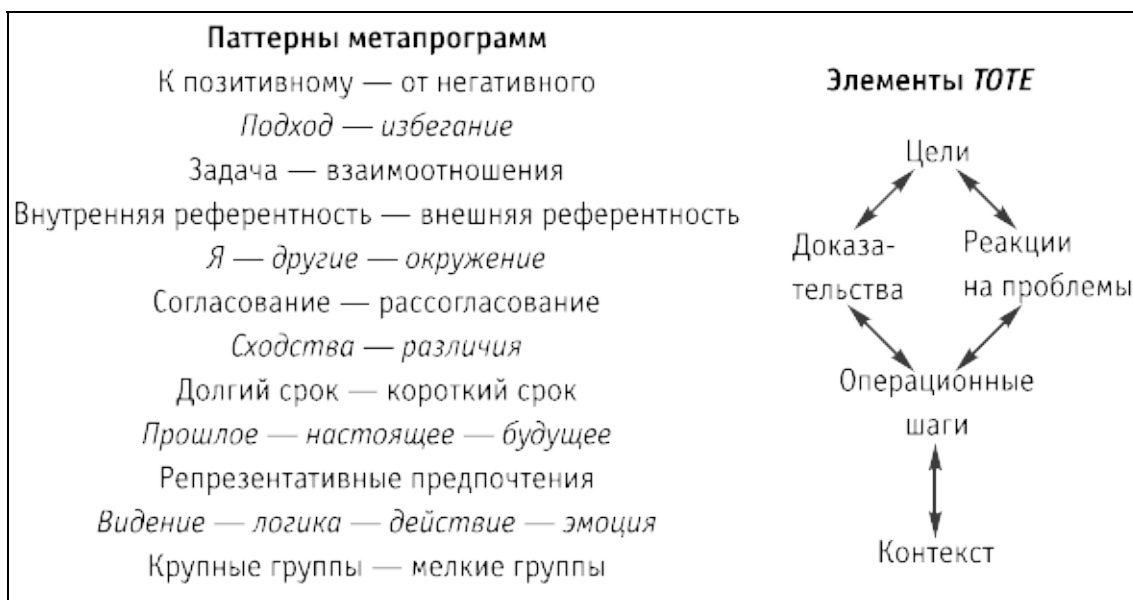 Паттерны метапрограмм
К позитивному — от негативного
Подход — избегание
Задача — взаимоотношения
Внутренняя референтность — внешняя референтность
Я — другие — окружение
Согласование — рассогласование
Сходства — различия
Долгий срок — короткий срок
Прошлое — настоящее — будущее
Репрезентативные предпочтения
Видение — логика — действие — эмоция
Крупные группы — мелкие группы
Элементы TOTE
Цели
Доказа-
тельства
Реакции
на проблемы
Операционные
шаги
Контекст